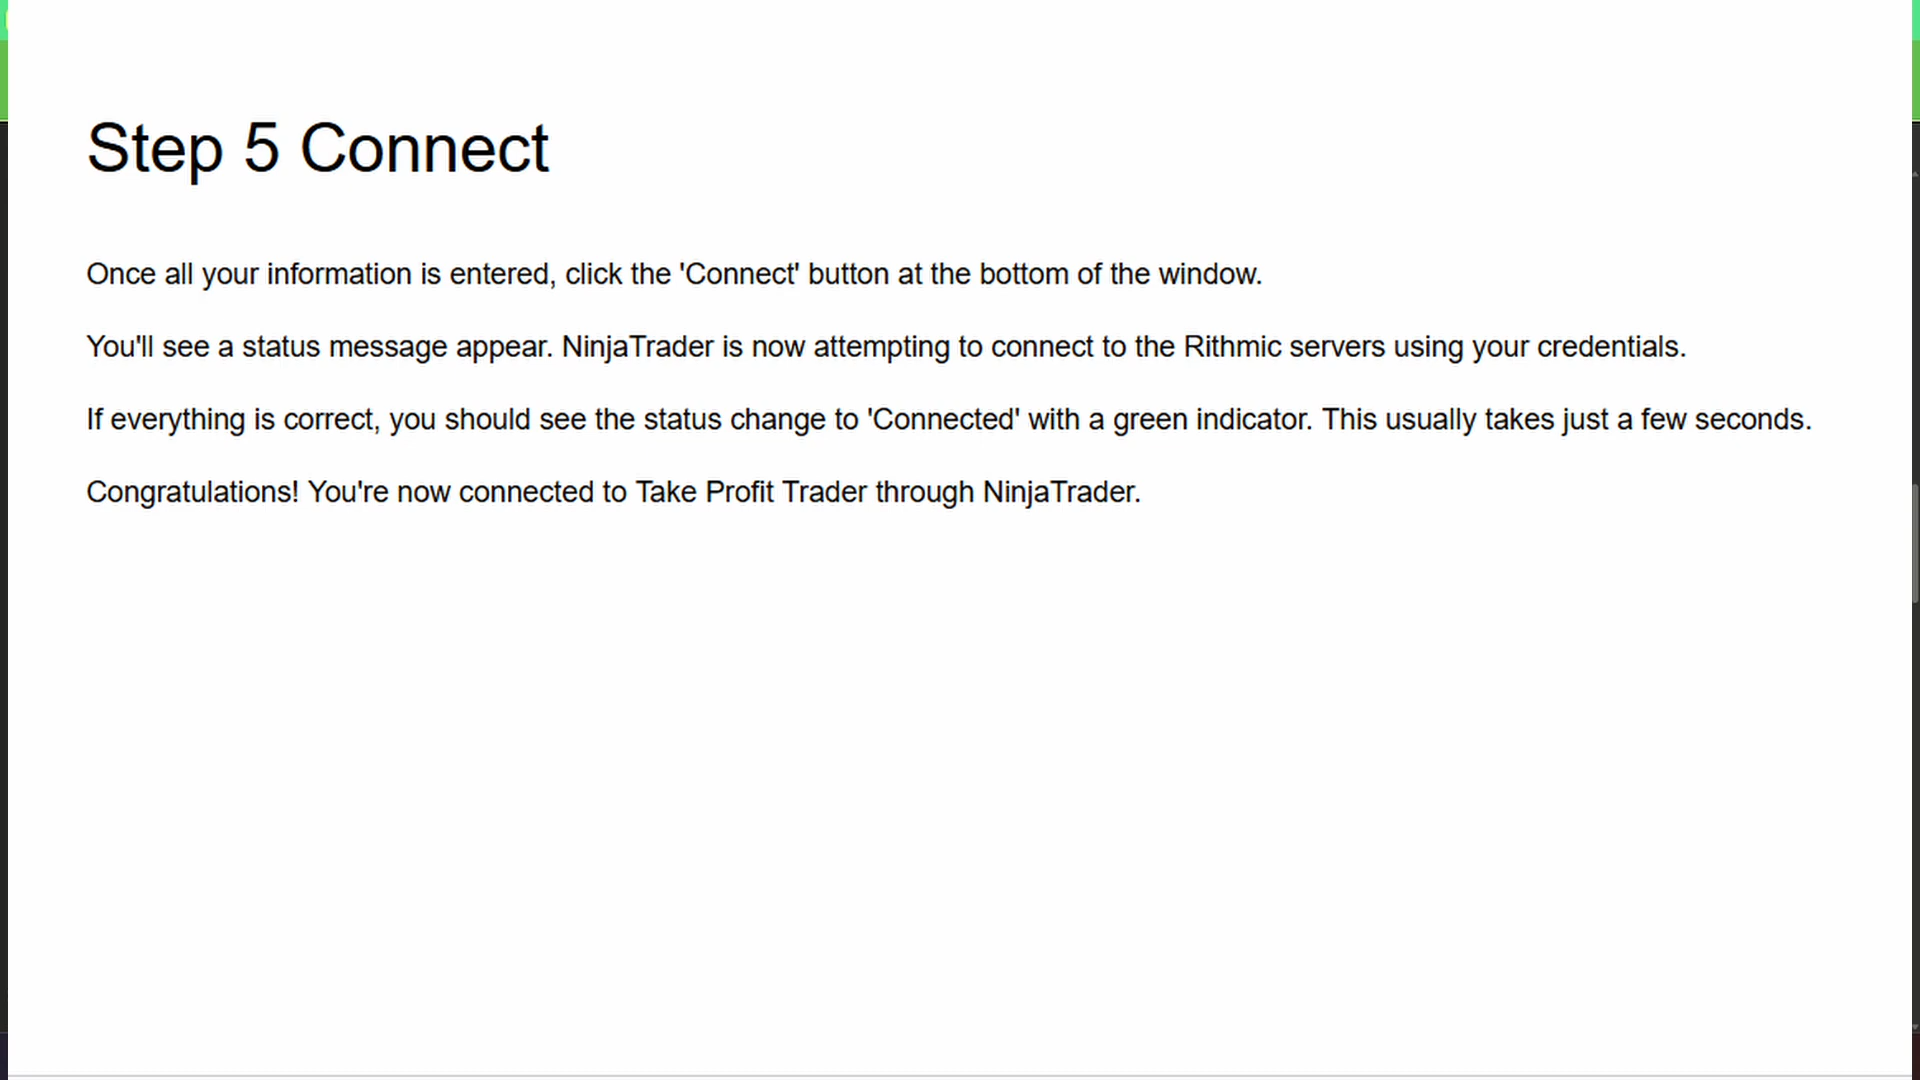 Step 5 Connect
Once all your information is entered, click the 'Connect' button at the bottom of the window.
You'll see a status message appear. NinjaTrader is now attempting to connect to the Rithmic servers using your credentials.
If everything is correct, you should see the status change to 'Connected' with a green indicator. This usually takes just a few seconds.
Congratulations! You're now connected to Take Profit Trader through NinjaTrader.